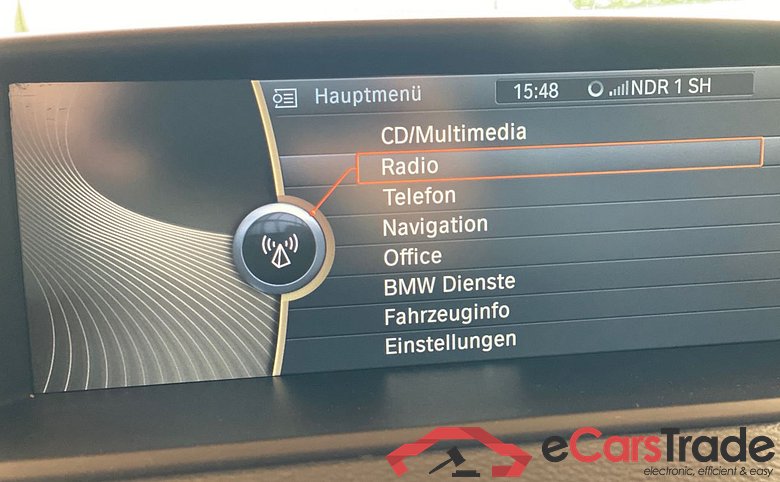 Hauptmenü
15:48
NDR 1 SH
CD/Multimedia
Radio
Telefon
Navigation
Office
BMW Dienste
Fahrzeuginfo
Einstellungen
eCarsTrade
electronic, efficient & easy